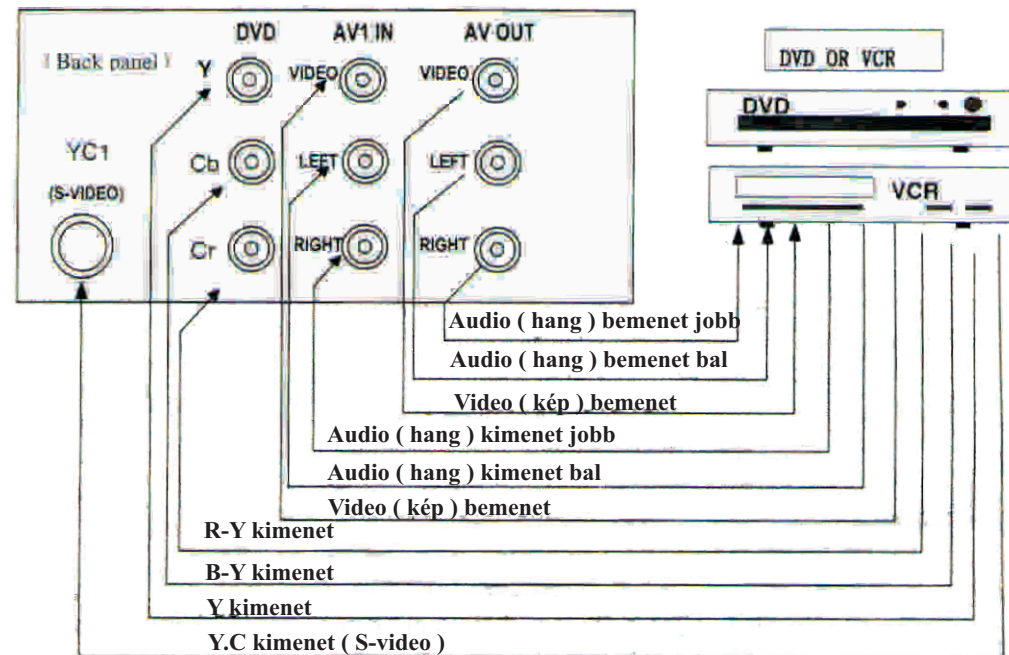 DVD AV1 IN AV OUT
( Back panel )
Y VIDEO VIDEO
YC1
(S-VIDEO)
Cb LEFT LEFT
Cr RIGHT RIGHT
DVD OR VCR
DVD
VCR
Audio ( hang ) bemenet jobb
Audio ( hang ) bemenet bal
Video ( kép ) bemenet
Audio ( hang ) kimenet jobb
Audio ( hang ) kimenet bal
Video ( kép ) bemenet
R-Y kimenet
B-Y kimenet
Y kimenet
Y.C kimenet ( S-video )